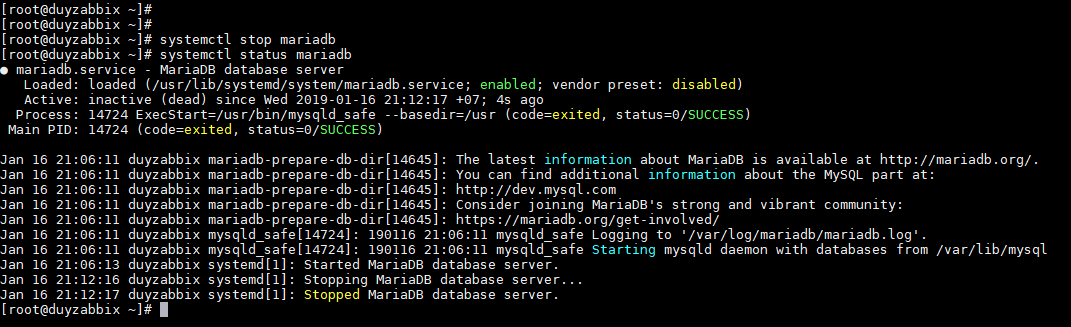 [root@duyzabbix ~]#
[root@duyzabbix ~]#
[root@duyzabbix ~]# systemctl stop mariadb
[root@duyzabbix ~]# systemctl status mariadb
● mariadb.service - MariaDB database server
   Loaded: loaded (/usr/lib/systemd/system/mariadb.service; enabled; vendor preset: disabled)
   Active: inactive (dead) since Wed 2019-01-16 21:12:17 +07; 4s ago
  Process: 14724 ExecStart=/usr/bin/mysqld_safe --basedir=/usr (code=exited, status=0/SUCCESS)
 Main PID: 14724 (code=exited, status=0/SUCCESS)

Jan 16 21:06:11 duyzabbix mariadb-prepare-db-dir[14645]: The latest information about MariaDB is available at http://mariadb.org/.
Jan 16 21:06:11 duyzabbix mariadb-prepare-db-dir[14645]: You can find additional information about the MySQL part at:
Jan 16 21:06:11 duyzabbix mariadb-prepare-db-dir[14645]: http://dev.mysql.com
Jan 16 21:06:11 duyzabbix mariadb-prepare-db-dir[14645]: Consider joining MariaDB's strong and vibrant community:
Jan 16 21:06:11 duyzabbix mariadb-prepare-db-dir[14645]: https://mariadb.org/get-involved/
Jan 16 21:06:11 duyzabbix mysqld_safe[14724]: 190116 21:06:11 mysqld_safe Logging to '/var/log/mariadb/mariadb.log'.
Jan 16 21:06:11 duyzabbix mysqld_safe[14724]: 190116 21:06:11 mysqld_safe Starting mysqld daemon with databases from /var/lib/mysql
Jan 16 21:06:13 duyzabbix systemd[1]: Started MariaDB database server.
Jan 16 21:12:16 duyzabbix systemd[1]: Stopping MariaDB database server...
Jan 16 21:12:17 duyzabbix systemd[1]: Stopped MariaDB database server.
[root@duyzabbix ~]#